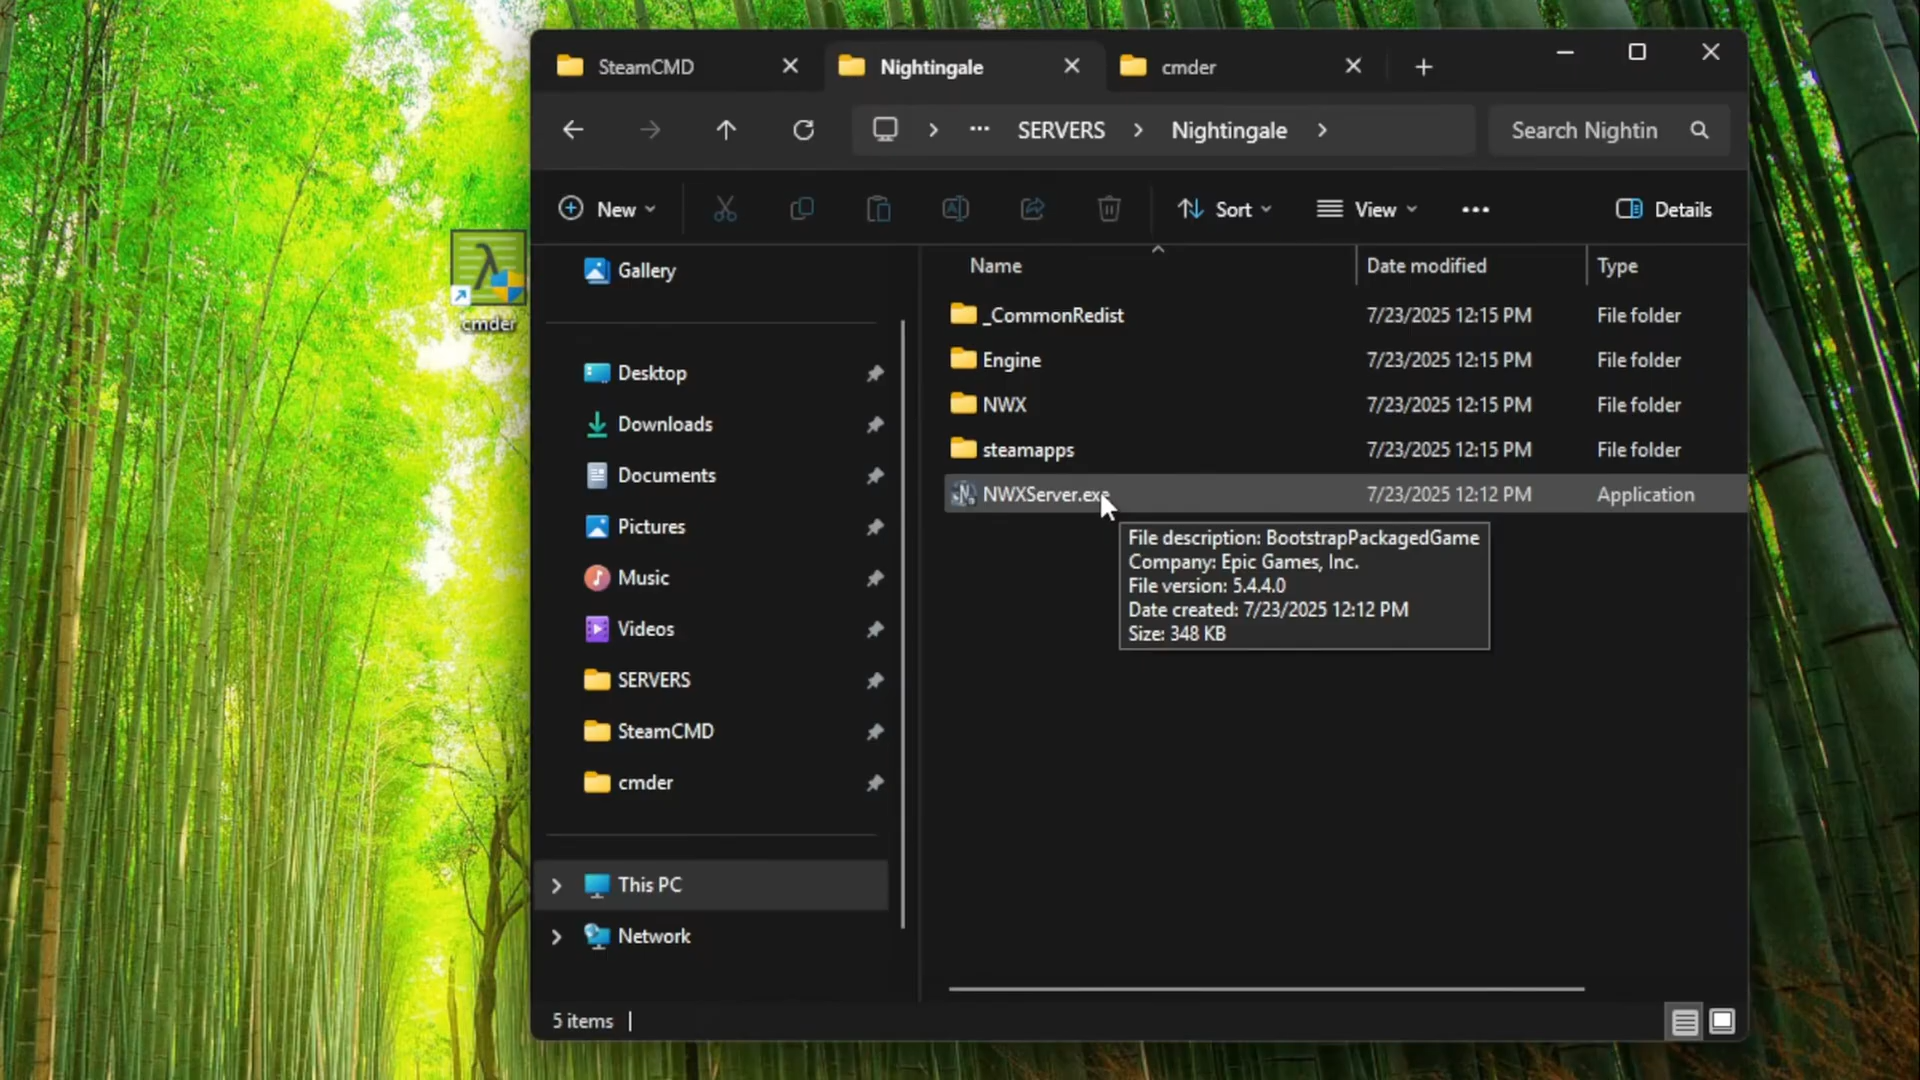 SteamCMD
Nightingale
cmder
SERVERS
Nightingale
Search Nightin
New
Sort
View
Details
cmder
Gallery
Desktop
Downloads
Documents
Pictures
Music
Videos
SERVERS
SteamCMD
cmder
This PC
Network
Name Date modified Type
_CommonRedist 7/23/2025 12:15 PM File folder
Engine 7/23/2025 12:15 PM File folder
NWX 7/23/2025 12:15 PM File folder
steamapps 7/23/2025 12:15 PM File folder
NWXServer.exe 7/23/2025 12:12 PM Application
File description: BootstrapPackagedGame
Company: Epic Games, Inc.
File version: 5.4.4.0
Date created: 7/23/2025 12:12 PM
Size: 348 KB
5 items